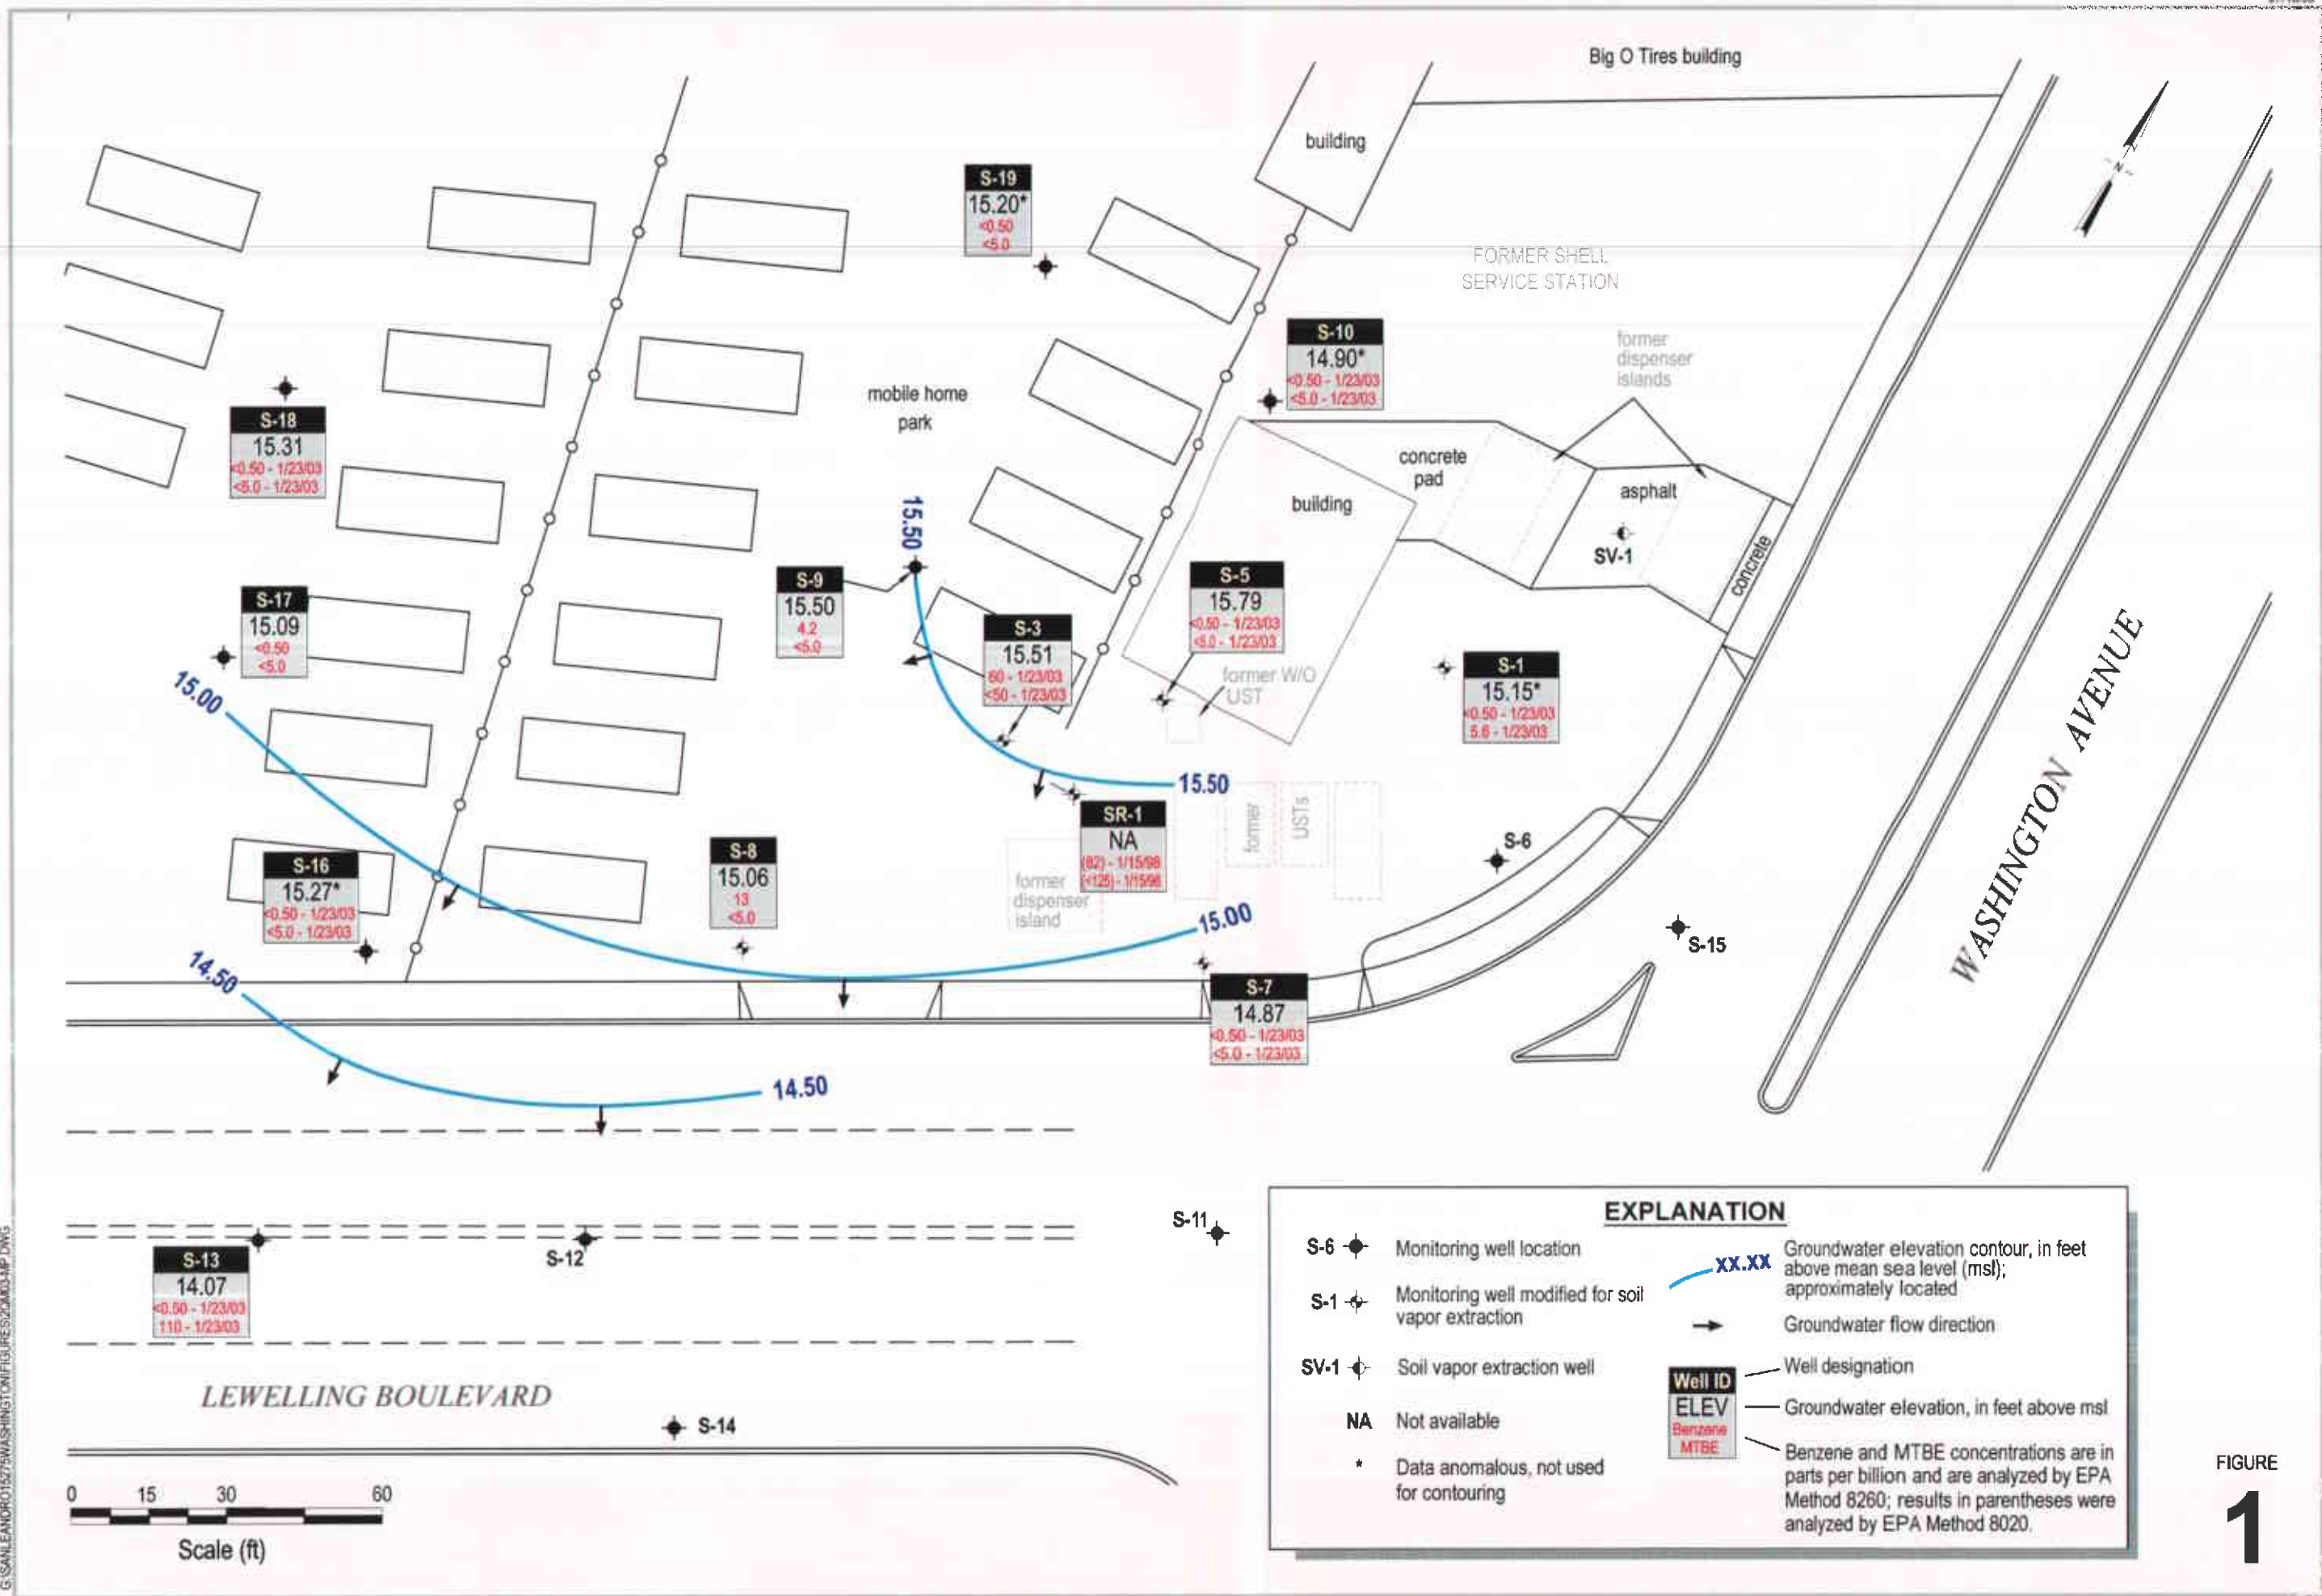 Big O Tires building
building
S-19
15.20*
<0.50
<5.0
FORMER SHELL
SERVICE STATION
S-10
14.90*
<0.50 - 1/23/03
<5.0 - 1/23/03
former
dispenser
islands
N
mobile home
park
S-18
15.31
<0.50 - 1/23/03
<5.0 - 1/23/03
concrete
pad
asphalt
building
SV-1
concrete
15.50
S-9
15.50
4.2
<5.0
S-5
15.79
<0.50 - 1/23/03
<5.0 - 1/23/03
S-17
15.09
<0.50
<5.0
S-3
15.51
60 - 1/23/03
<50 - 1/23/03
former W/O
UST
S-1
15.15*
<0.50 - 1/23/03
5.6 - 1/23/03
WASHINGTON AVENUE
15.00
15.50
SR-1
NA
(82) - 1/15/98
(<125) - 1/15/98
former
USTs
S-6
S-8
15.06
13
<5.0
S-16
15.27*
<0.50 - 1/23/03
<5.0 - 1/23/03
former
dispenser
island
15.00
S-15
14.50
S-7
14.87
<0.50 - 1/23/03
<5.0 - 1/23/03
14.50
S-11
S-12
S-13
14.07
<0.50 - 1/23/03
110 - 1/23/03
LEWELLING BOULEVARD
S-14
0 15 30 60
Scale (ft)
EXPLANATION
S-6 Monitoring well location
S-1 Monitoring well modified for soil
vapor extraction
SV-1 Soil vapor extraction well
NA Not available
* Data anomalous, not used
for contouring
XX.XX Groundwater elevation contour, in feet
above mean sea level (msl);
approximately located
Groundwater flow direction
Well ID
ELEV
Benzene
MTBE
Well designation
Groundwater elevation, in feet above msl
Benzene and MTBE concentrations are in
parts per billion and are analyzed by EPA
Method 8260; results in parentheses were
analyzed by EPA Method 8020.
FIGURE
1
G:\SANLEANDRO15275WASHINGTON\FIGURES\2QM03-MP.DWG